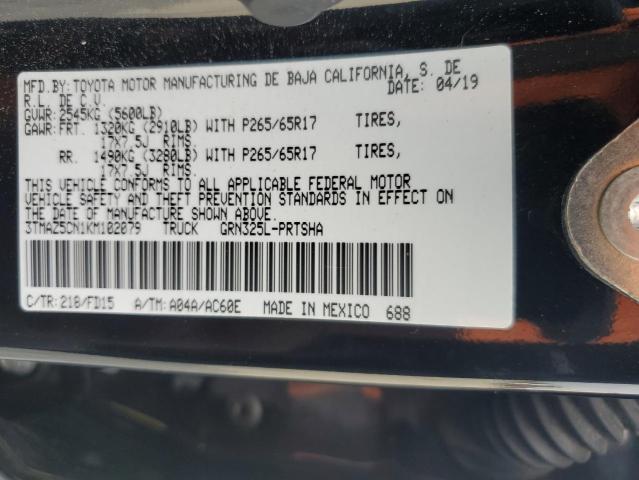 MFD.BY:TOYOTA MOTOR MANUFACTURING DE BAJA CALIFORNIA, S. DE
R.L. DE C.V. DATE: 04/19
GVWR:2545KG (5600LB)
GAWR:FRT. 1320KG (2910LB) WITH P265/65R17 TIRES,
17X7.5J RIMS.
RR. 1490KG (3280LB) WITH P265/65R17 TIRES,
17X7.5J RIMS.
THIS VEHICLE CONFORMS TO ALL APPLICABLE FEDERAL MOTOR
VEHICLE SAFETY AND THEFT PREVENTION STANDARDS IN EFFECT ON
THE DATE OF MANUFACTURE SHOWN ABOVE.
3TMAZ5CN1KM102079 TRUCK GRN325L-PRTSHA
C/TR:218/FD15 A/TM:A04A/AC60E MADE IN MEXICO 688